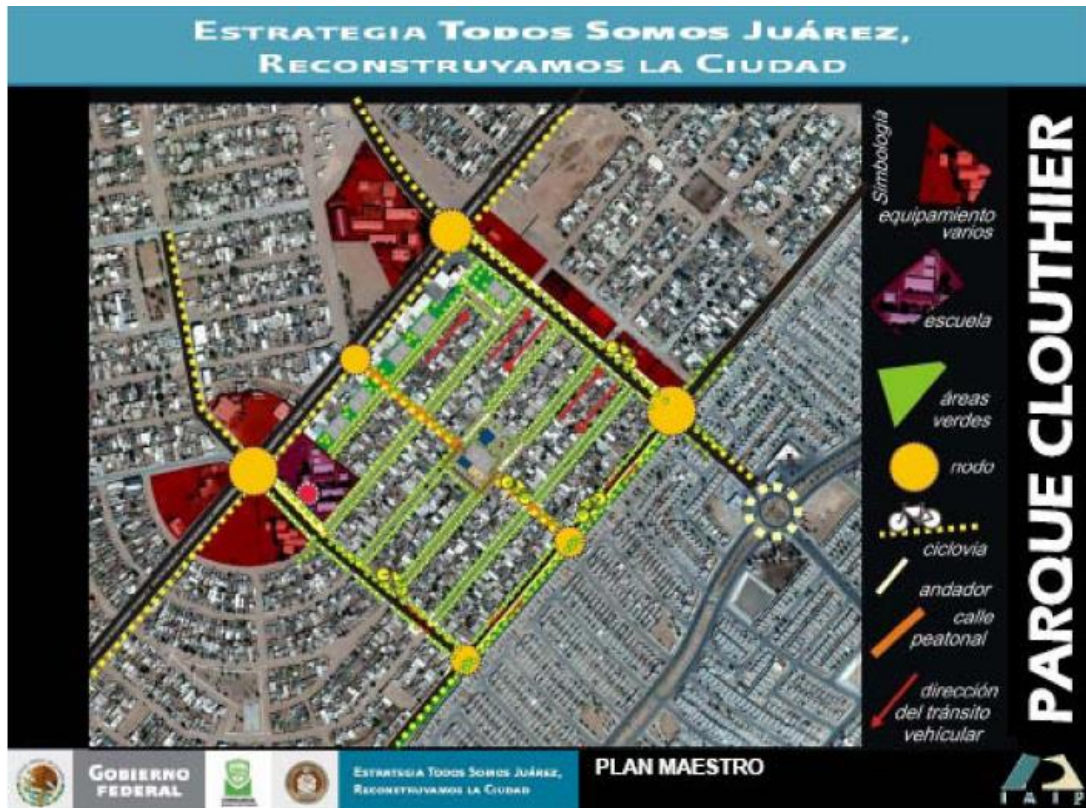 ESTRATEGIA TODOS SOMOS JUÁREZ,
RECONSTRUYAMOS LA CIUDAD
Simbología
equipamiento
varios
escuela
áreas
verdes
nodo
ciclovia
andador
calle
peatonal
dirección
del tránsito
vehícular
PARQUE CLOUTHIER
GOBIERNO
FEDERAL
ESTRATEGIA TODOS SOMOS JUÁREZ,
RECONSTRUYAMOS LA CIUDAD
PLAN MAESTRO